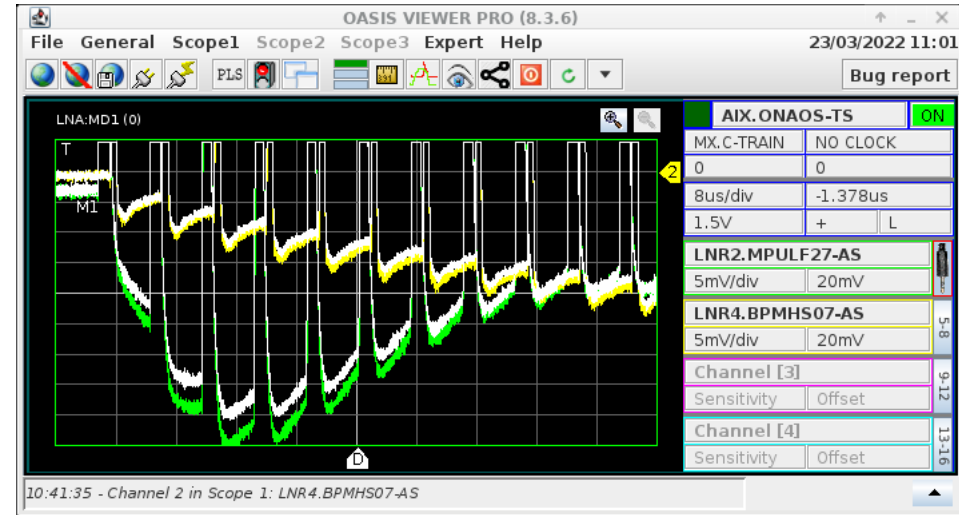 OASIS VIEWER PRO (8.3.6)
File General Scope1 Scope2 Scope3 Expert Help 23/03/2022 11:01
PLS Bug report
LNA:MD1 (0)
T
M1
2
D
AIX.ONAOS-TS ON
MX.C-TRAIN NO CLOCK
0 0
8us/div -1.378us
1.5V + L
LNR2.MPULF27-AS
5mV/div 20mV
LNR4.BPMHS07-AS
5mV/div 20mV
5-8
Channel [3]
Sensitivity Offset
9-12
Channel [4]
Sensitivity Offset
13-16
10:41:35 - Channel 2 in Scope 1: LNR4.BPMHS07-AS